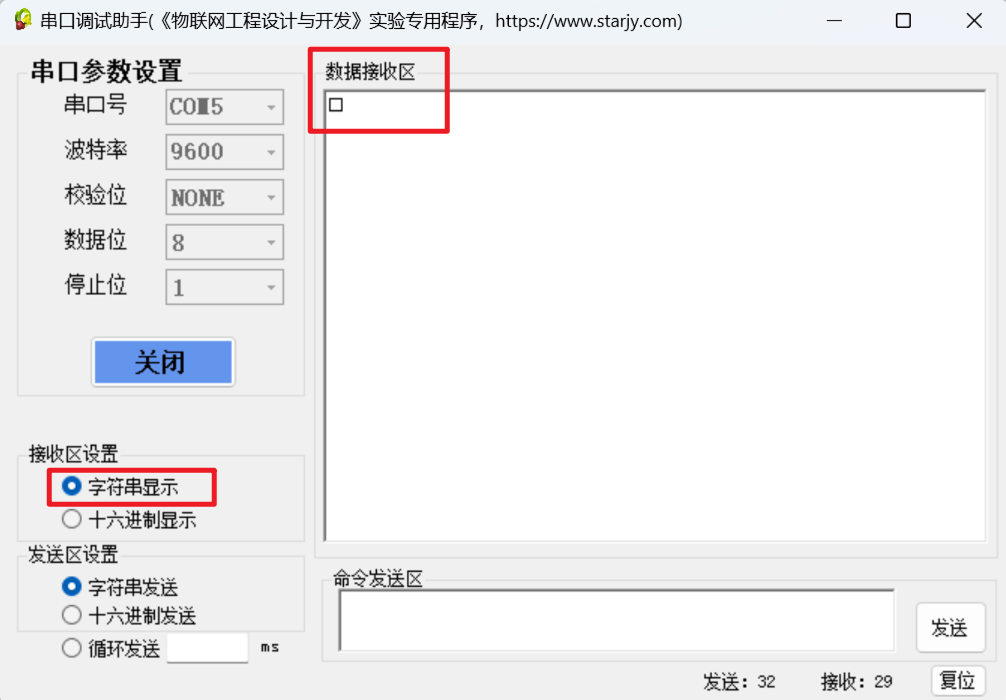 串口调试助手(《物联网工程设计与开发》实验专用程序，https://www.starjy.com)
串口参数设置
串口号 COM5
波特率 9600
校验位 NONE
数据位 8
停止位 1
关闭
接收区设置
字符串显示
十六进制显示
发送区设置
字符串发送
十六进制发送
循环发送 ms
数据接收区
命令发送区
发送
发送：32 接收：29 复位